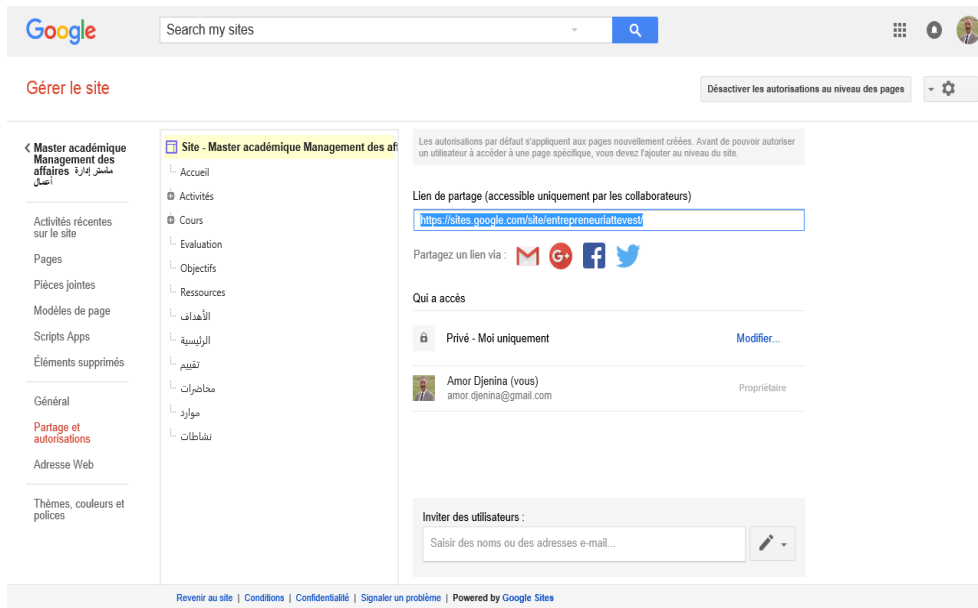 Google
Search my sites
Gérer le site
Désactiver les autorisations au niveau des pages
Master académique
Management des
affaires ماستر إدارة
أعمال
Activités récentes
sur le site
Pages
Pièces jointes
Modèles de page
Scripts Apps
Éléments supprimés
Général
Partage et
autorisations
Adresse Web
Thèmes, couleurs et
polices
Site - Master académique Management des aff
Accueil
Activités
Cours
Evaluation
Objectifs
Ressources
الأهداف
الرئيسية
تقييم
محاضرات
موارد
نشاطات
Les autorisations par défaut s'appliquent aux pages nouvellement créées. Avant de pouvoir autoriser
un utilisateur à accéder à une page spécifique, vous devez l'ajouter au niveau du site.
Lien de partage (accessible uniquement par les collaborateurs)
https://sites.google.com/site/entrepreneuriattevest/
Partagez un lien via :
G+
Qui a accès
Privé - Moi uniquement
Modifier...
Amor Djenina (vous)
Propriétaire
amor.djenina@gmail.com
Inviter des utilisateurs :
Saisir des noms ou des adresses e-mail...
Revenir au site | Conditions | Confidentialité | Signaler un problème | Powered by Google Sites